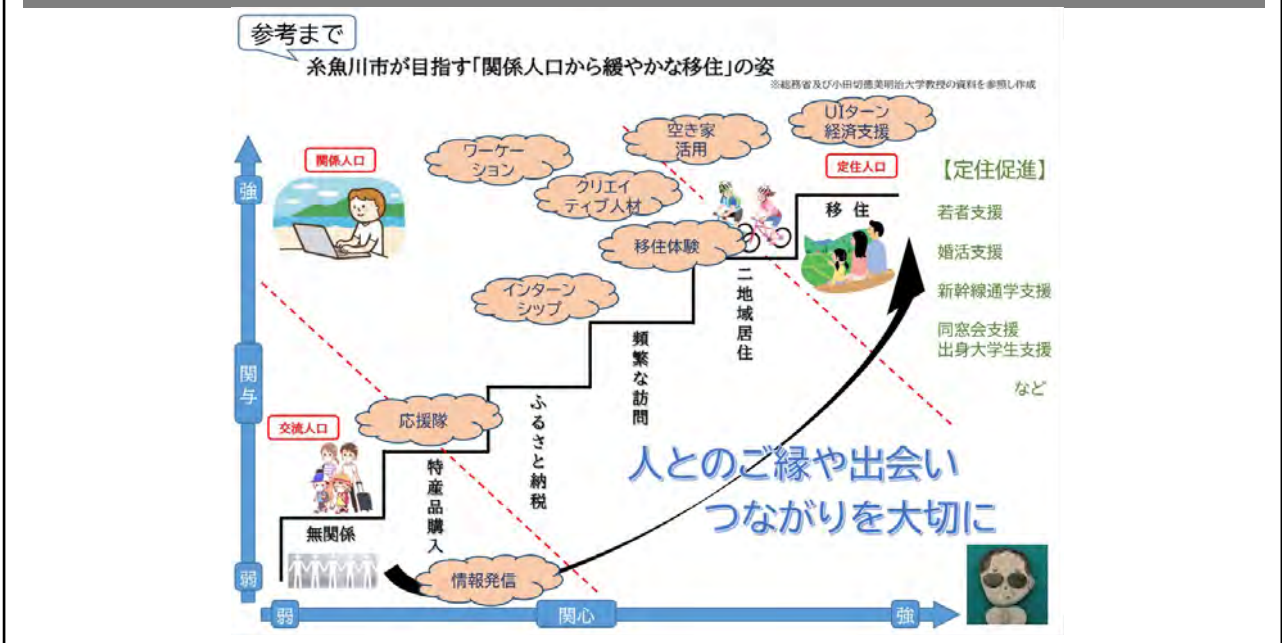 参考まで
糸魚川市が目指す「関係人口から緩やかな移住」の姿
※総務省及び小田切徳美明治大学教授の資料を参照し作成
UIターン
経済支援
空き家
活用
ワーケー
ション
関係人口
定住人口
【定住促進】
強
クリエイ
ティブ人材
移住
若者支援
移住体験
婚活支援
インターン
シップ
二地域居住
新幹線通学支援
頻繁な訪問
同窓会支援
出身大学生支援
関与
など
応援隊
ふるさと納税
交流人口
特産品購入
人とのご縁や出会い
つながりを大切に
無関係
情報発信
弱
弱
関心
強